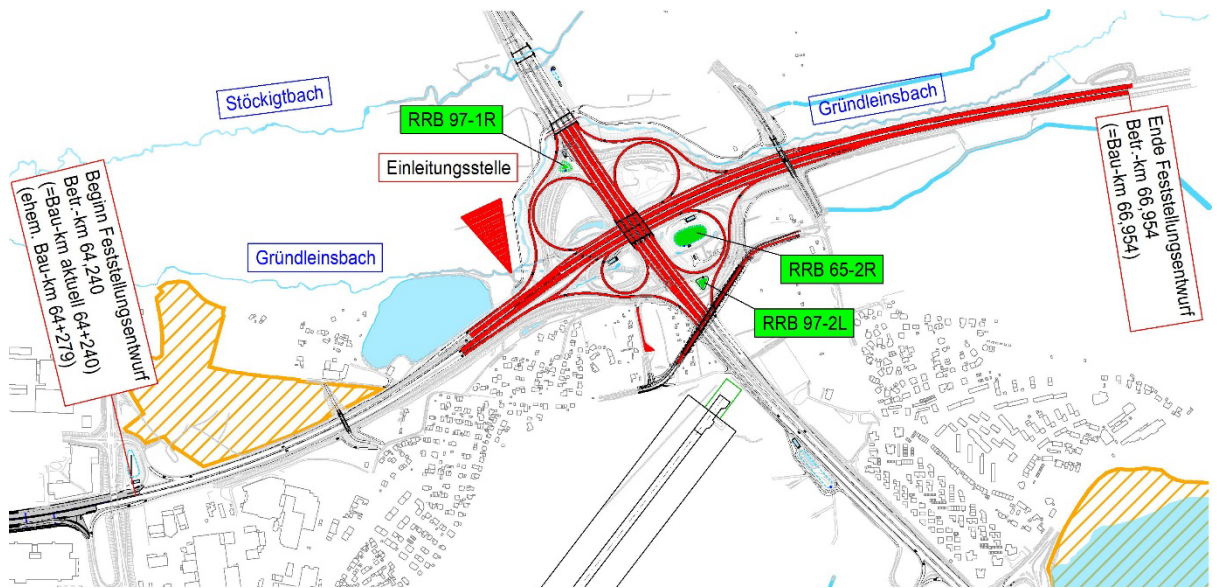 Stöckigtbach
Gründleinsbach
RRB 97-1R
Einleitungsstelle
Beginn Feststellungsentwurf
Betr.-km 64,240
(=Bau-km aktuell 64+240)
(ehem. Bau-km 64+279)
Gründleinsbach
Ende Feststellungsentwurf
Betr.-km 66,954
(=Bau-km 66,954)
RRB 65-2R
RRB 97-2L